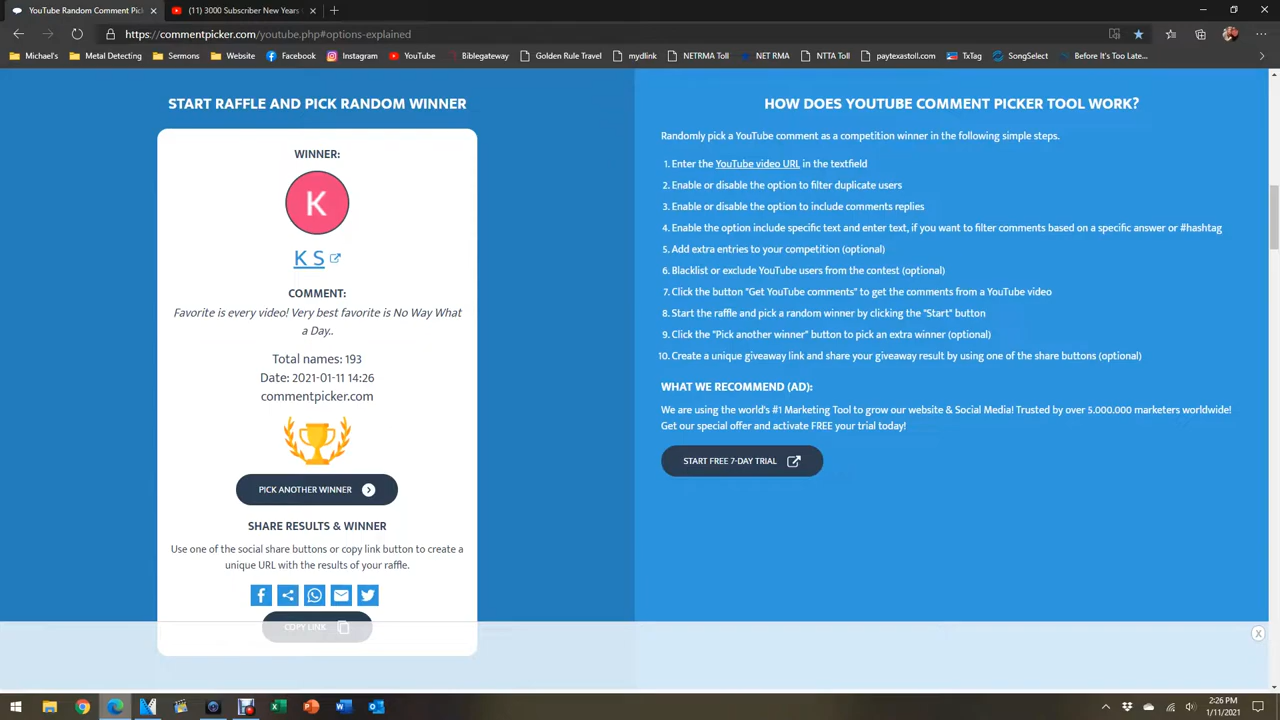 YouTube Random Comment Pick
(11) 3000 Subscriber New Years
https://commentpicker.com/youtube.php#options-explained
Michael's
Metal Detecting
Sermons
Website
Facebook
Instagram
YouTube
Biblegateway
Golden Rule Travel
mydlink
NETRMA Toll
NET RMA
NTTA Toll
paytexastoll.com
TxTag
SongSelect
Before It's Too Late...
START RAFFLE AND PICK RANDOM WINNER
WINNER:
K
K S
COMMENT:
Favorite is every video! Very best favorite is No Way What
a Day..
Total names: 193
Date: 2021-01-11 14:26
commentpicker.com
PICK ANOTHER WINNER
SHARE RESULTS & WINNER
Use one of the social share buttons or copy link button to create a
unique URL with the results of your raffle.
COPY LINK
HOW DOES YOUTUBE COMMENT PICKER TOOL WORK?
Randomly pick a YouTube comment as a competition winner in the following simple steps.
1. Enter the YouTube video URL in the textfield
2. Enable or disable the option to filter duplicate users
3. Enable or disable the option to include comments replies
4. Enable the option include specific text and enter text, if you want to filter comments based on a specific answer or #hashtag
5. Add extra entries to your competition (optional)
6. Blacklist or exclude YouTube users from the contest (optional)
7. Click the button "Get YouTube comments" to get the comments from a YouTube video
8. Start the raffle and pick a random winner by clicking the "Start" button
9. Click the "Pick another winner" button to pick an extra winner (optional)
10. Create a unique giveaway link and share your giveaway result by using one of the share buttons (optional)
WHAT WE RECOMMEND (AD):
We are using the world's #1 Marketing Tool to grow our website & Social Media! Trusted by over 5.000.000 marketers worldwide!
Get our special offer and activate FREE your trial today!
START FREE 7-DAY TRIAL
X
2:26 PM
1/11/2021